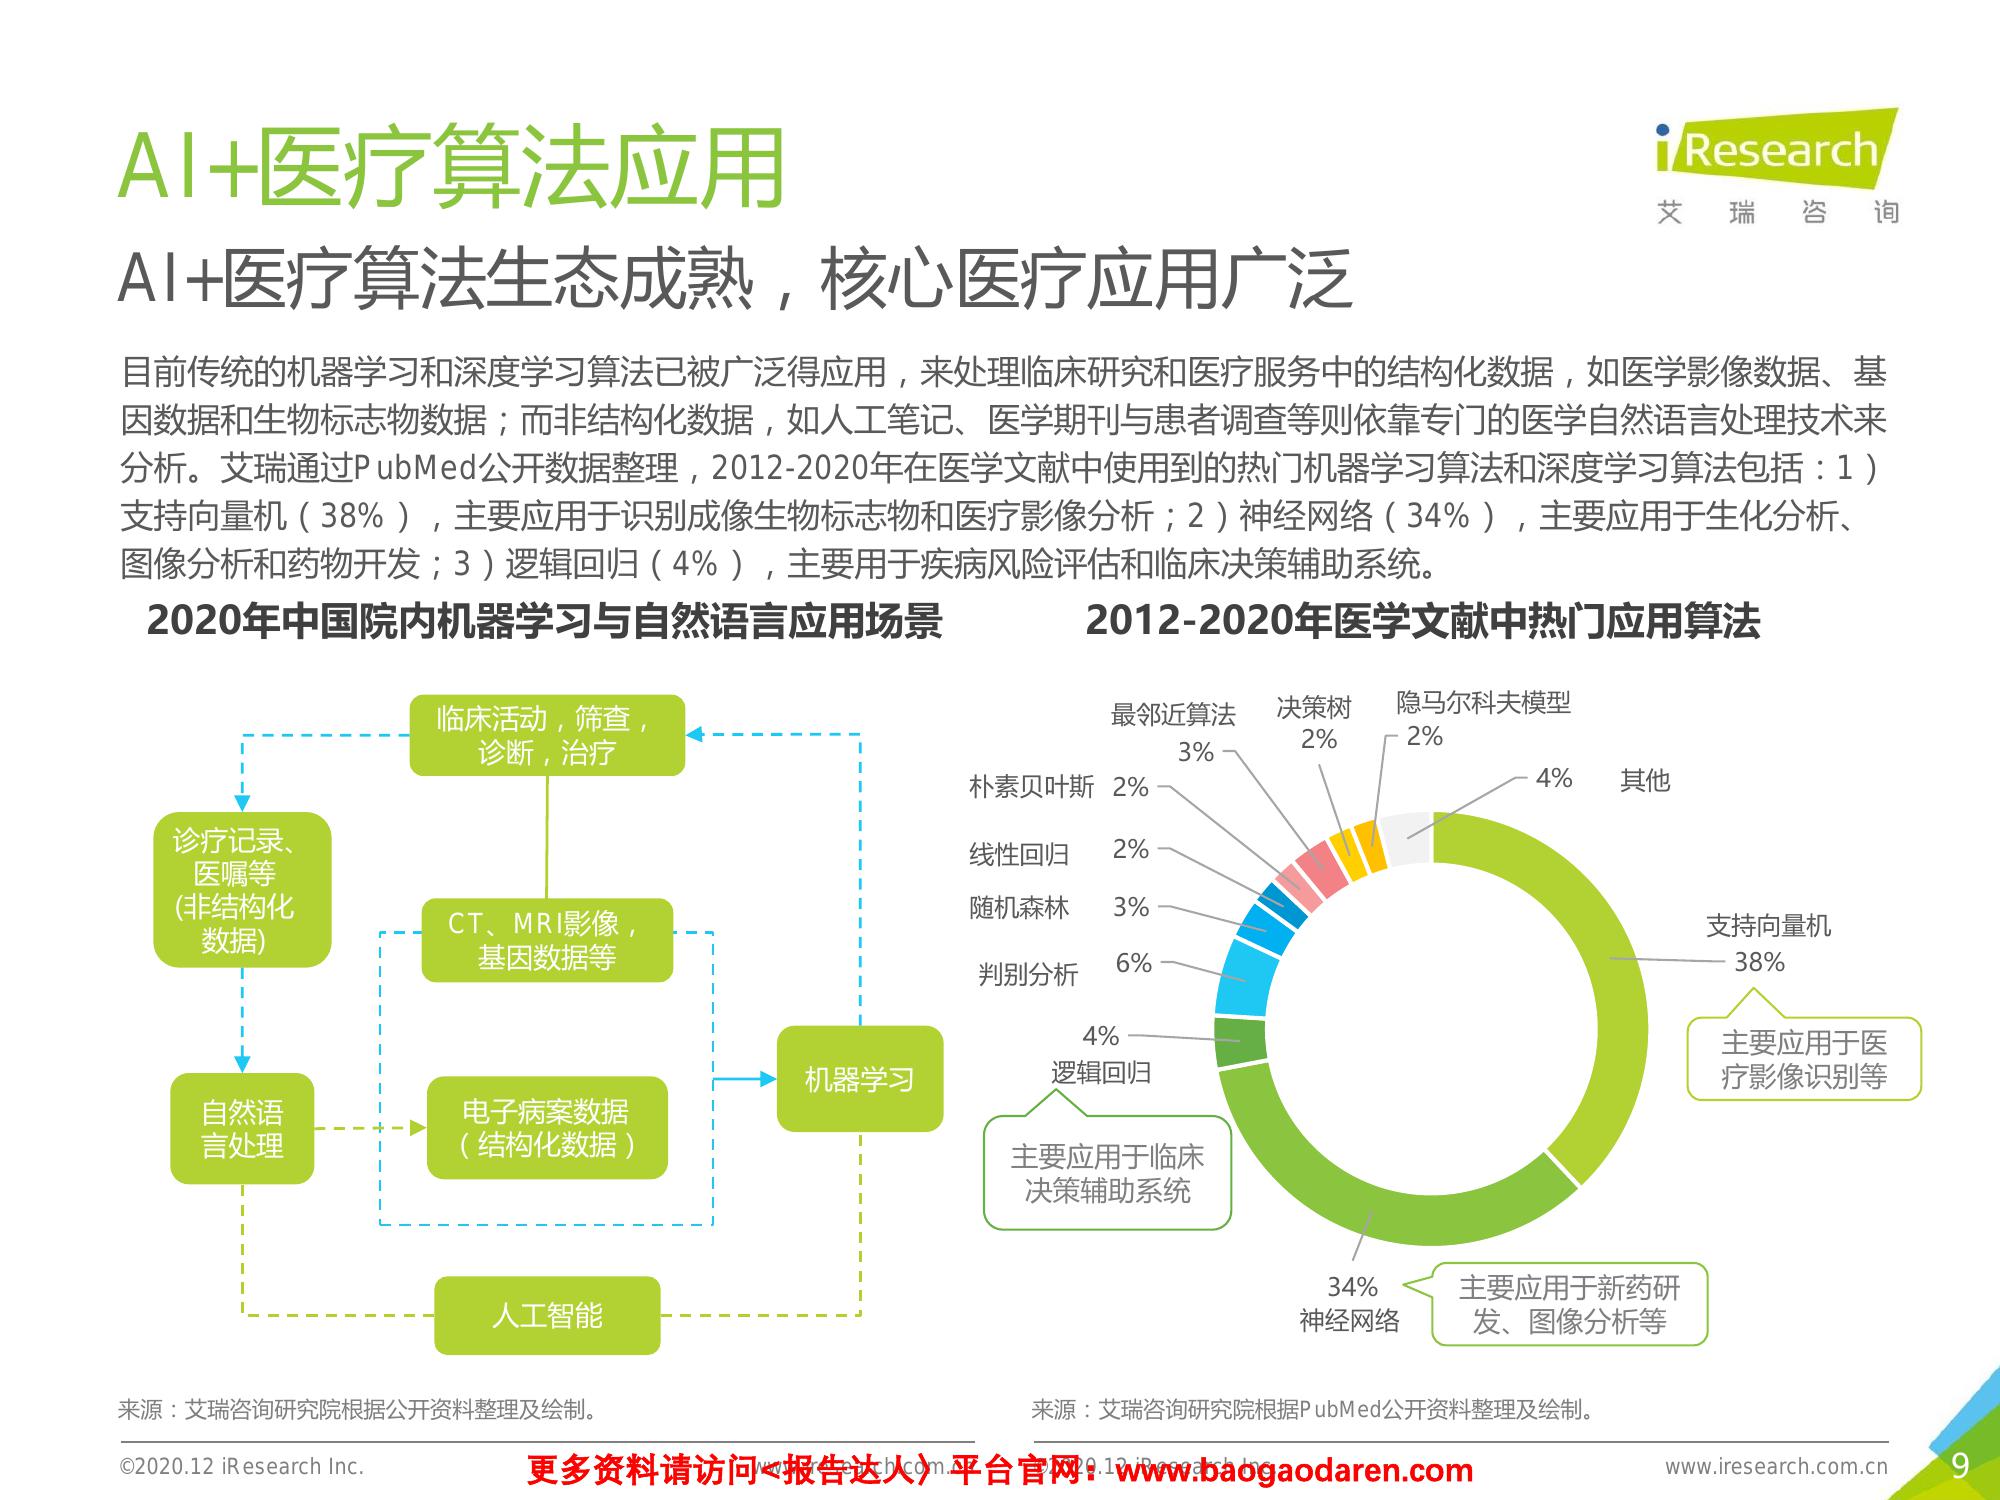 AI+医疗算法应用
iResearch
艾瑞咨询
AI+医疗算法生态成熟，核心医疗应用广泛
目前传统的机器学习和深度学习算法已被广泛得应用，来处理临床研究和医疗服务中的结构化数据，如医学影像数据、基
因数据和生物标志物数据；而非结构化数据，如人工笔记、医学期刊与患者调查等则依靠专门的医学自然语言处理技术来
分析。艾瑞通过PubMed公开数据整理，2012-2020年在医学文献中使用到的热门机器学习算法和深度学习算法包括：1）
支持向量机（38%），主要应用于识别成像生物标志物和医疗影像分析；2）神经网络（34%），主要应用于生化分析、
图像分析和药物开发；3）逻辑回归（4%），主要用于疾病风险评估和临床决策辅助系统。
2020年中国院内机器学习与自然语言应用场景
临床活动，筛查，
诊断，治疗
诊疗记录、
医嘱等
(非结构化
数据)
CT、MRI影像，
基因数据等
机器学习
自然语
言处理
电子病案数据
（结构化数据）
人工智能
来源：艾瑞咨询研究院根据公开资料整理及绘制。
2012-2020年医学文献中热门应用算法
最邻近算法
3%
决策树
2%
隐马尔科夫模型
2%
4% 其他
朴素贝叶斯 2%
线性回归 2%
随机森林 3%
判别分析 6%
4%
逻辑回归
主要应用于临床
决策辅助系统
支持向量机
38%
主要应用于医
疗影像识别等
34%
神经网络
主要应用于新药研
发、图像分析等
来源：艾瑞咨询研究院根据PubMed公开资料整理及绘制。
©2020.12 iResearch Inc.
www.iresearch.com.cn
©2020.12 iResearch Inc.
更多资料请访问<报告达人〉平台官网：www.baogaodaren.com
www.iresearch.com.cn
9